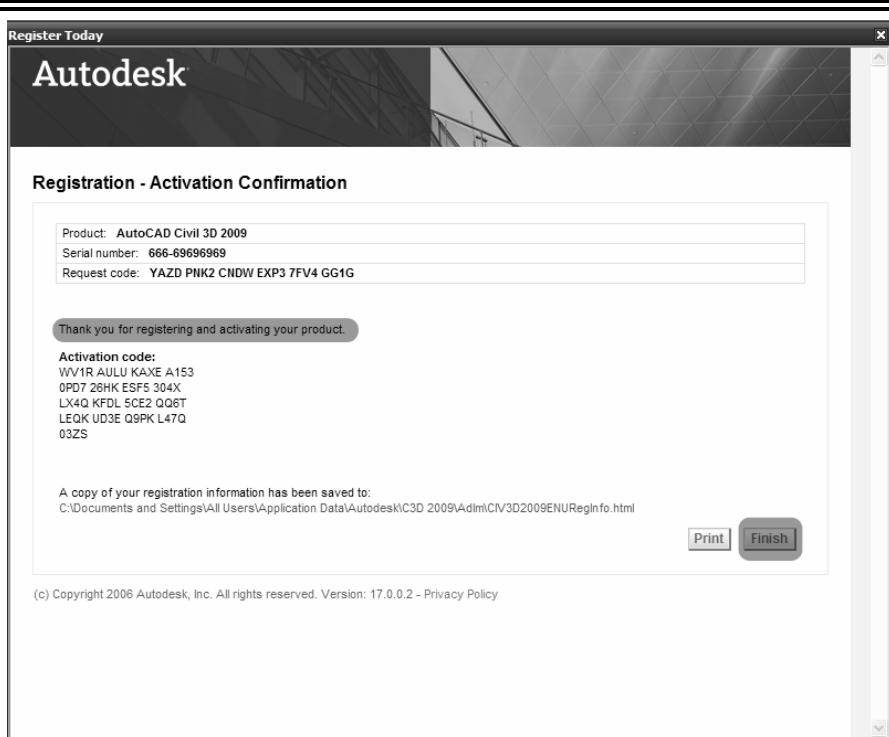 Register Today
Autodesk
Registration - Activation Confirmation
Product: AutoCAD Civil 3D 2009
Serial number: 666-69696969
Request code: YAZD PNK2 CNDW EXP3 7FV4 GG1G
Thank you for registering and activating your product.
Activation code:
WV1R AULU KAXE A153
0PD7 26HK ESF5 304X
LX4Q KFDL 5CE2 QQ6T
LEQK UD3E Q9PK L47Q
03ZS
A copy of your registration information has been saved to:
C:\Documents and Settings\All Users\Application Data\Autodesk\C3D 2009\Adlm\CIV3D2009ENURegInfo.html
Print Finish
(c) Copyright 2006 Autodesk, Inc. All rights reserved. Version: 17.0.0.2 - Privacy Policy